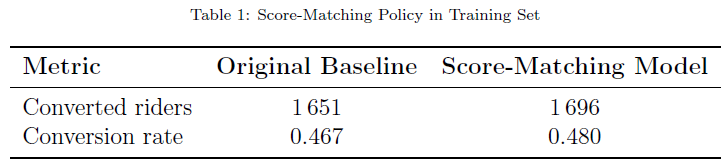 Table 1: Score-Matching Policy in Training Set
Metric Original Baseline Score-Matching Model
Converted riders 1 651 1 696
Conversion rate 0.467 0.480